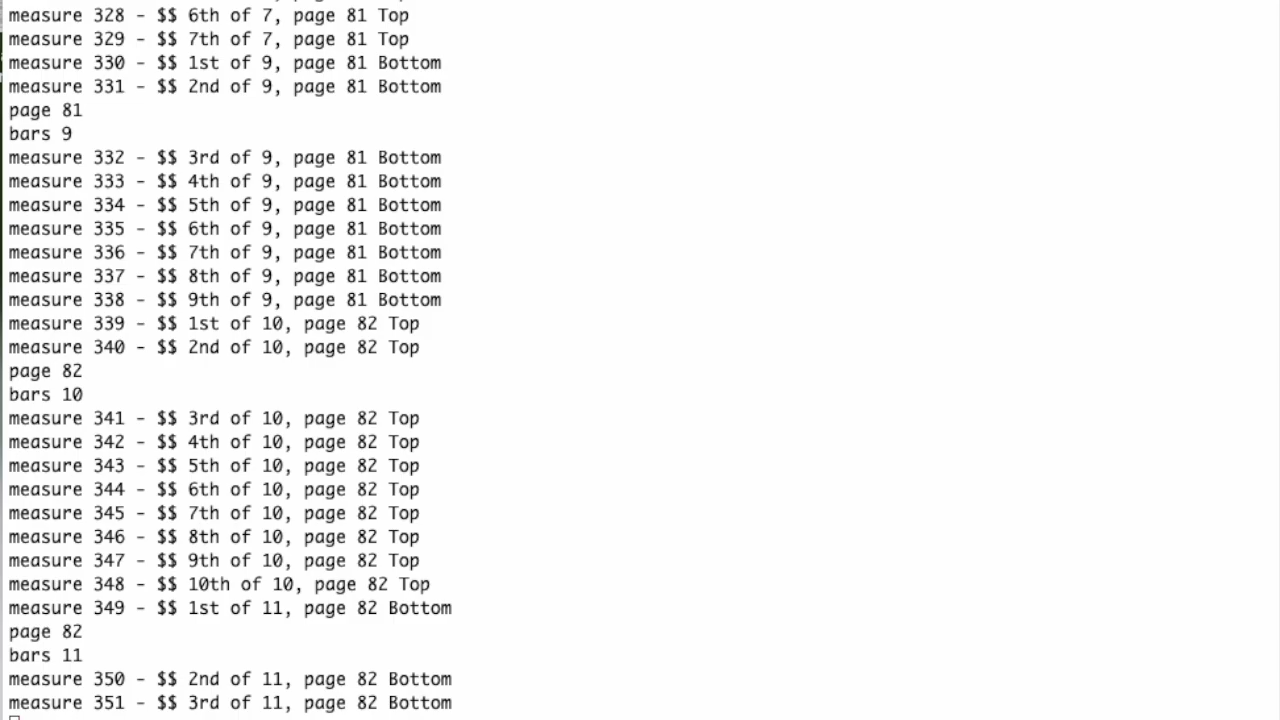 measure 328 - $$ 6th of 7, page 81 Top
measure 329 - $$ 7th of 7, page 81 Top
measure 330 - $$ 1st of 9, page 81 Bottom
measure 331 - $$ 2nd of 9, page 81 Bottom
page 81
bars 9
measure 332 - $$ 3rd of 9, page 81 Bottom
measure 333 - $$ 4th of 9, page 81 Bottom
measure 334 - $$ 5th of 9, page 81 Bottom
measure 335 - $$ 6th of 9, page 81 Bottom
measure 336 - $$ 7th of 9, page 81 Bottom
measure 337 - $$ 8th of 9, page 81 Bottom
measure 338 - $$ 9th of 9, page 81 Bottom
measure 339 - $$ 1st of 10, page 82 Top
measure 340 - $$ 2nd of 10, page 82 Top
page 82
bars 10
measure 341 - $$ 3rd of 10, page 82 Top
measure 342 - $$ 4th of 10, page 82 Top
measure 343 - $$ 5th of 10, page 82 Top
measure 344 - $$ 6th of 10, page 82 Top
measure 345 - $$ 7th of 10, page 82 Top
measure 346 - $$ 8th of 10, page 82 Top
measure 347 - $$ 9th of 10, page 82 Top
measure 348 - $$ 10th of 10, page 82 Top
measure 349 - $$ 1st of 11, page 82 Bottom
page 82
bars 11
measure 350 - $$ 2nd of 11, page 82 Bottom
measure 351 - $$ 3rd of 11, page 82 Bottom